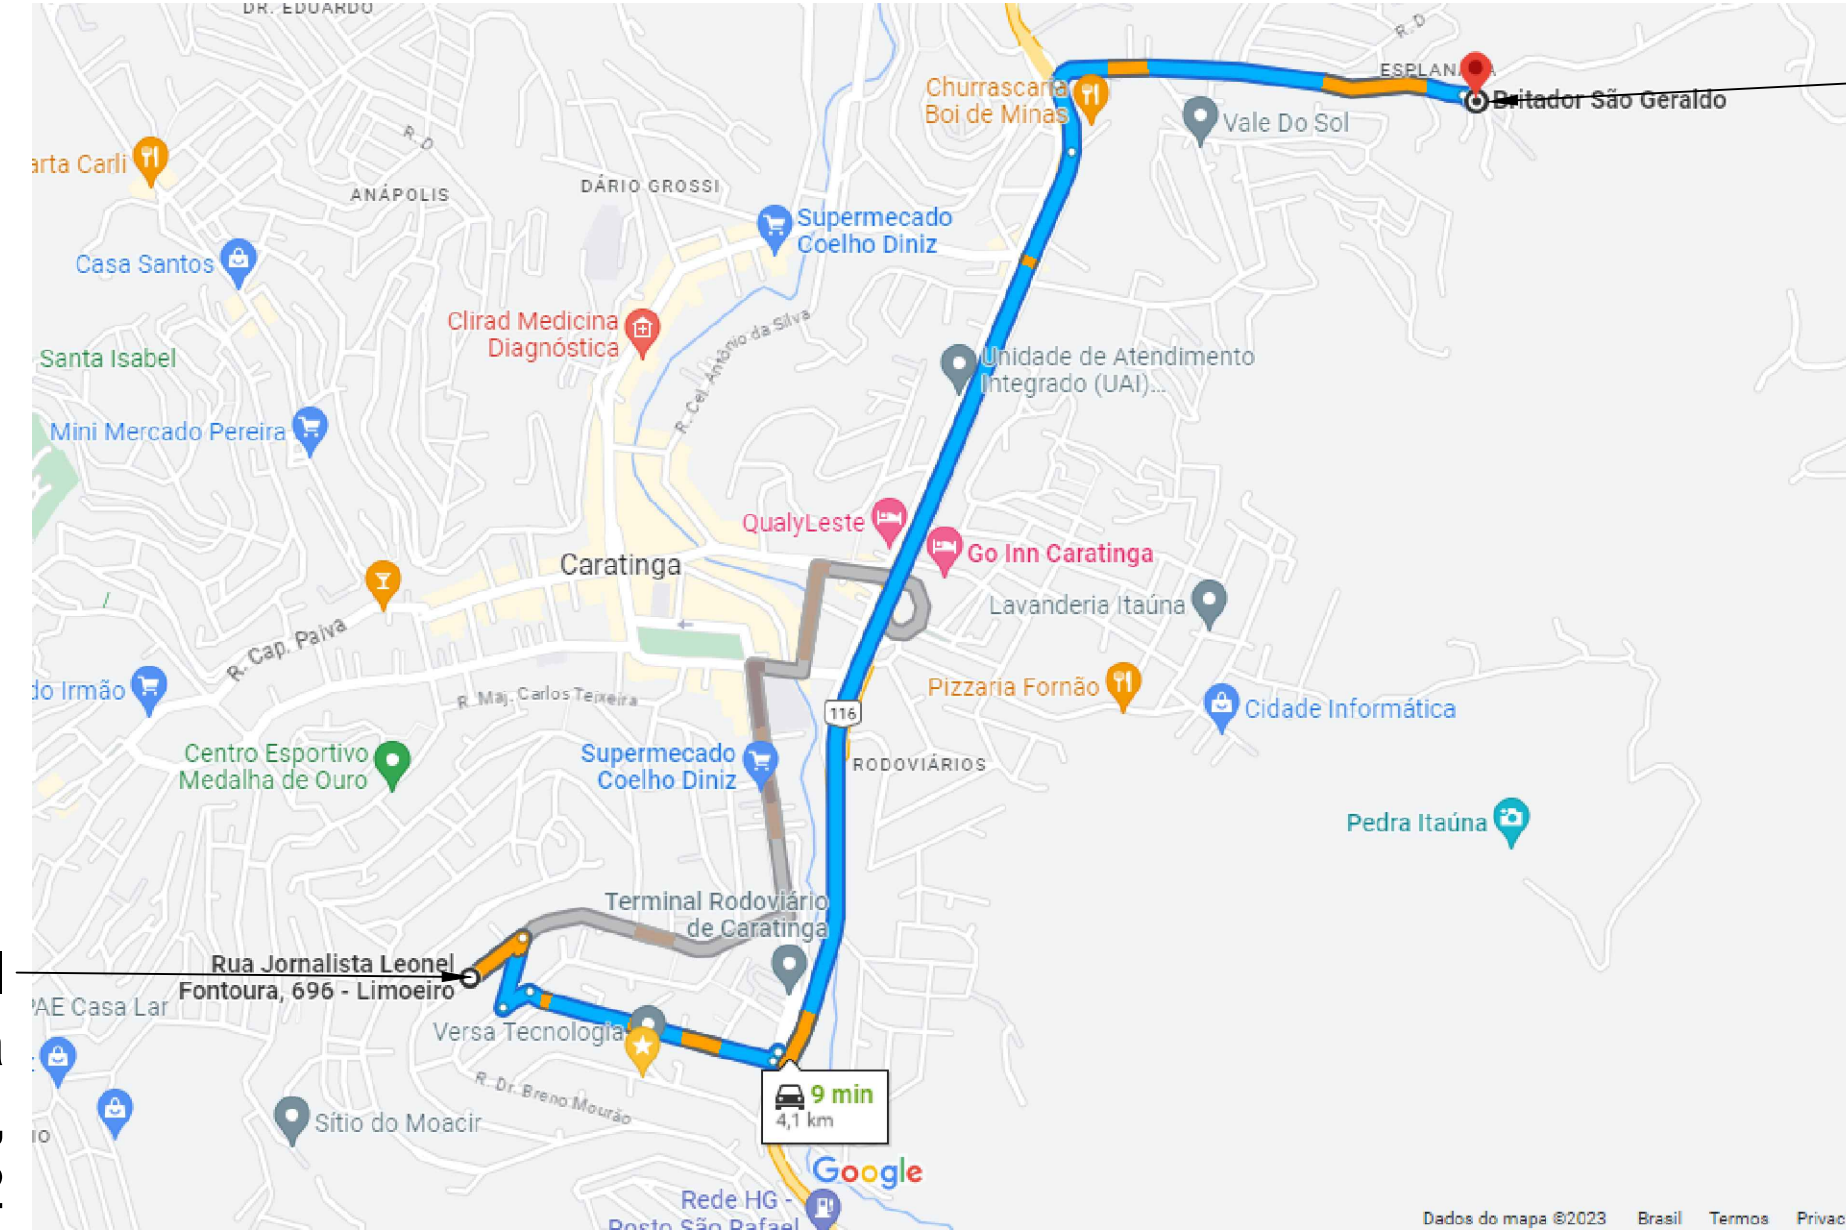 DR. EDUARDO
R. D
ESPLANA
A
Churrascaria
Boi de Minas
Britador São Geraldo
Vale Do Sol
R. D
arta Carli
ANÁPOLIS
DÁRIO GROSSI
Supermecado
Coelho Diniz
Casa Santos
Clirad Medicina
Diagnóstica
R. Cel. Antônio da Silva
Santa Isabel
Unidade de Atendimento
Integrado (UAI)...
Mini Mercado Pereira
QualyLeste
Go Inn Caratinga
Caratinga
Lavanderia Itaúna
R. Cap. Paiva
do Irmão
R. Maj. Carlos Teixeira
Pizzaria Fornão
Cidade Informática
116
Centro Esportivo
Medalha de Ouro
Supermecado
Coelho Diniz
RODOVIÁRIOS
Pedra Itaúna
Terminal Rodoviário
de Caratinga
Rua Jornalista Leonel
Fontoura, 696 - Limoeiro
PAE Casa Lar
Versa Tecnologia
R. Dr. Breno Mourão
9 min
4,1 km
Sítio do Moacir
Google
Rede HG -
Posto São Rafael
Dados do mapa ©2023 Brasil Termos Privac